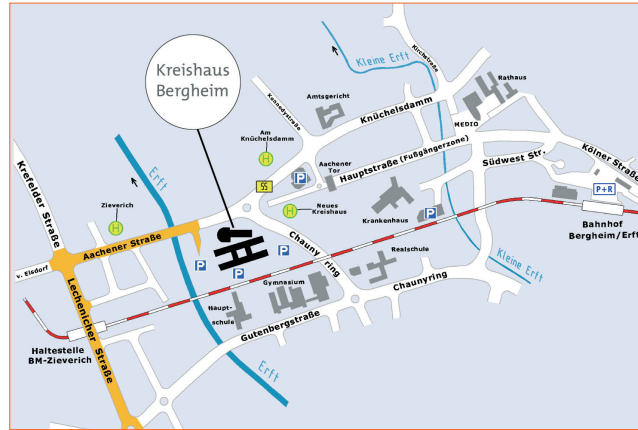 Kreishaus
Bergheim
Kleine Erft
Kirchstraße
Rathaus
Amtsgericht
Kennedystraße
Knüchelsdamm
MEDIO
Am
Knüchelsdamm
H
Aachener
Tor
Hauptstraße (Fußgängerzone)
Südwest Str.
Kölner Straße
P+R
55
P
Erft
Krefelder Straße
Zieverich
H
Neues
Kreishaus
H
Krankenhaus
P
Bahnhof
Bergheim/Erft
Aachener Straße
v. Elsdorf
P
P
P
Chaunyring
Realschule
Kleine Erft
Gymnasium
Chaunyring
Lechenicher Straße
Haupt-
schule
Gutenbergstraße
Haltestelle
BM-Zieverich
Erft